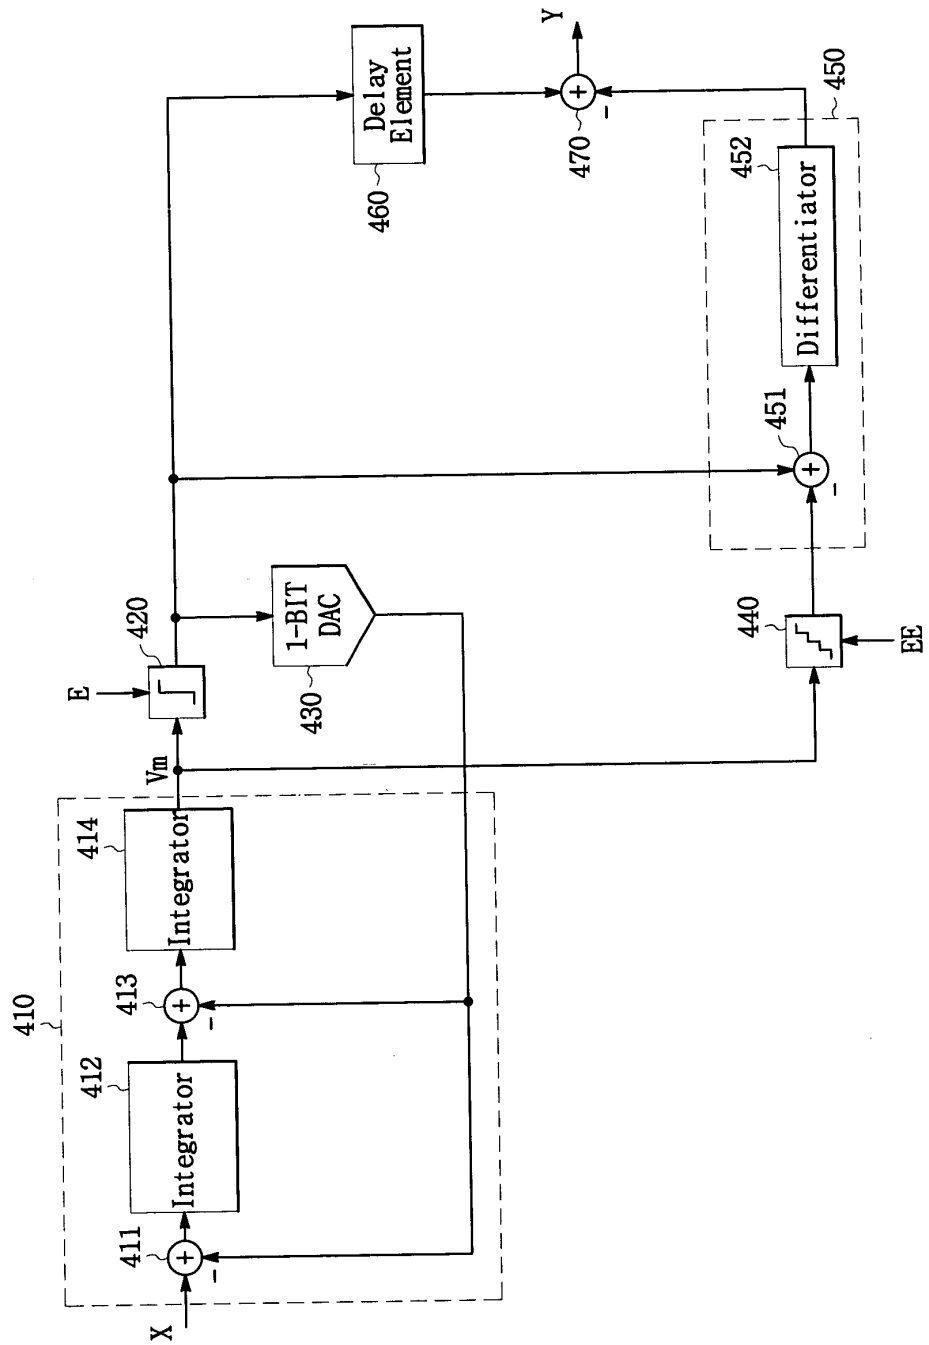 410
X
411
-
+
412
Integrator
413
-
+
414
Integrator
Vm
E
420
430
1-BIT
DAC
440
EE
450
451
-
+
452
Differentiator
460
Delay
Element
470
-
+
Y